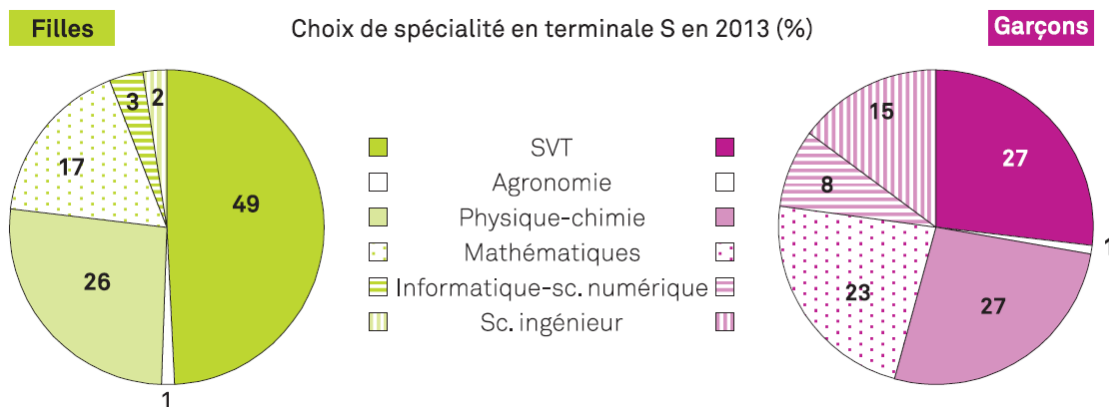 Filles
Choix de spécialité en terminale S en 2013 (%)
Garçons
3
2
17
49
26
1
SVT
Agronomie
Physique-chimie
Mathématiques
Informatique-sc. numérique
Sc. ingénieur
15
27
8
1
23
27